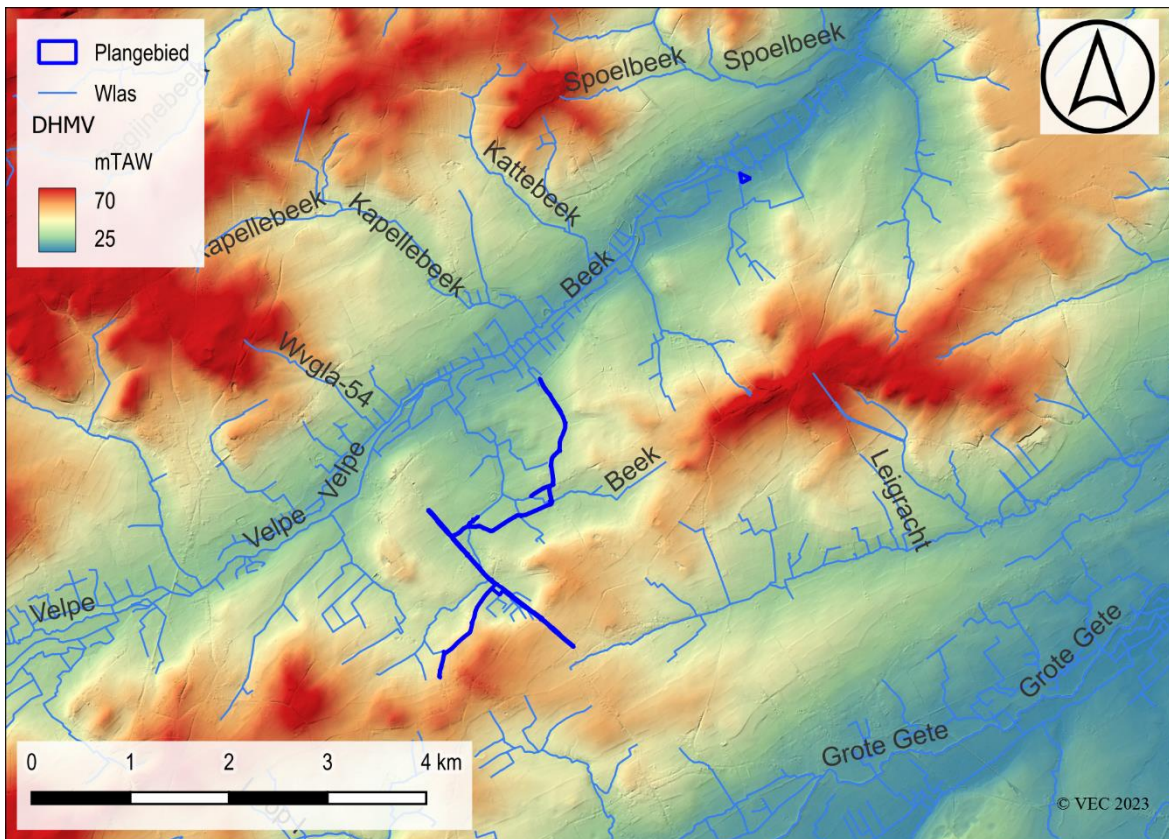 Plangebied
Wlas
DHMV
mTAW
70
25
Spoelbeek
Spoelbeek
Kattebeek
Kapellebeek
Kapellebeek
Beek
Wvgla-54
Velpe
Velpe
Velpe
Beek
Leigracht
Grote Gete
Grote Gete
0 1 2 3 4 km
© VEC 2023